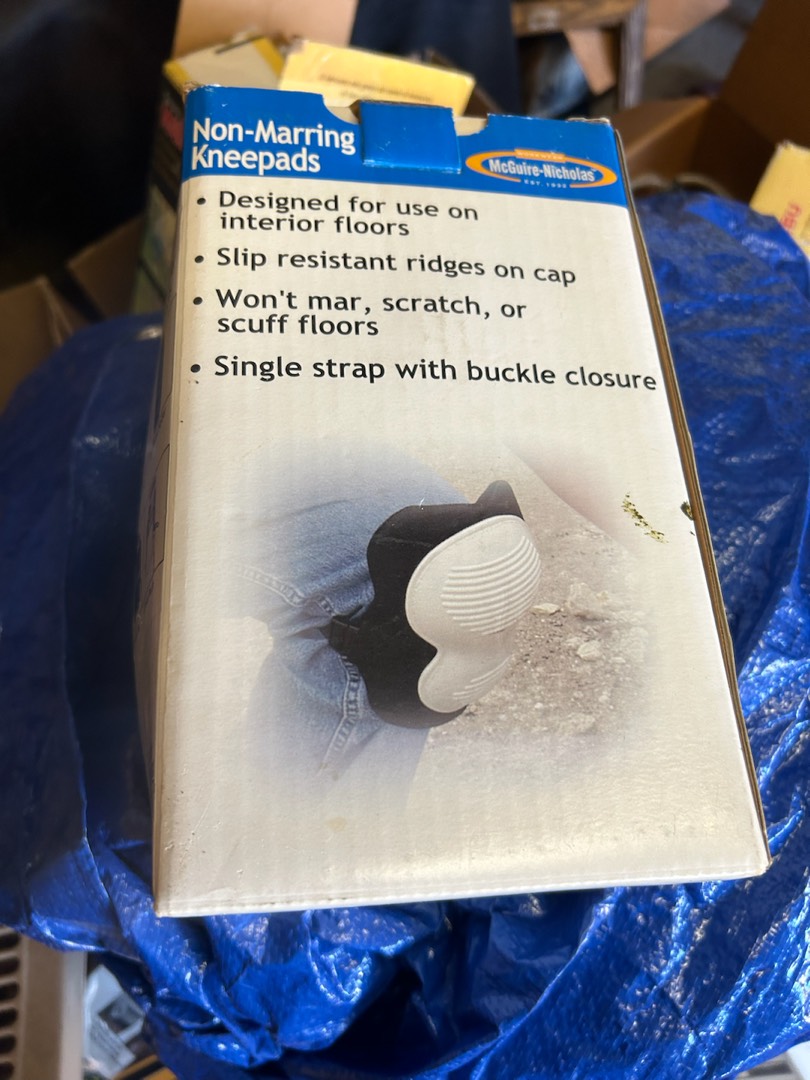 Non-Marring
Kneepads
McGuire-Nicholas
• Designed for use on
interior floors
• Slip resistant ridges on cap
• Won't mar, scratch, or
scuff floors
• Single strap with buckle closure